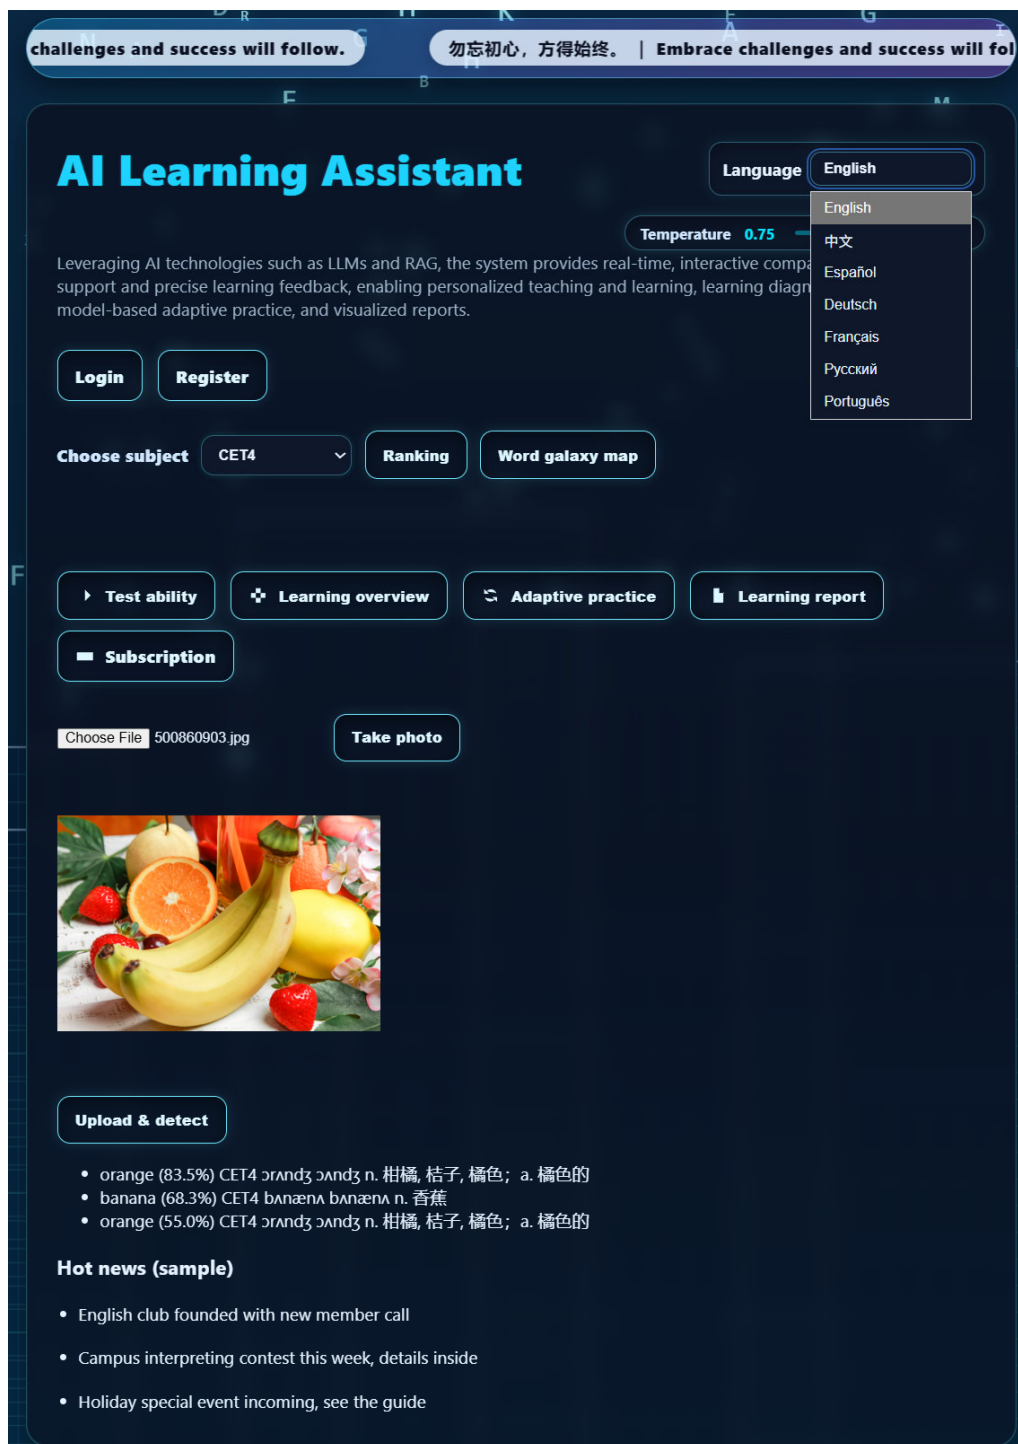 challenges and success will follow.
勿忘初心，方得始终。 | Embrace challenges and success will fol
AI Learning Assistant
Language English
English
中文
Español
Deutsch
Français
Русский
Português
Temperature 0.75
Leveraging AI technologies such as LLMs and RAG, the system provides real-time, interactive
support and precise learning feedback, enabling personalized teaching and learning, learning
model-based adaptive practice, and visualized reports.
Login Register
Choose subject CET4 Ranking Word galaxy map
Test ability Learning overview Adaptive practice Learning report
Subscription
Choose File 500860903.jpg Take photo
Upload & detect
• orange (83.5%) CET4 ɔrʌndʒ ɔʌndʒ n. 柑橘, 桔子, 橘色；a. 橘色的
• banana (68.3%) CET4 bʌnænʌ bʌnænʌ n. 香蕉
• orange (55.0%) CET4 ɔrʌndʒ ɔʌndʒ n. 柑橘, 桔子, 橘色；a. 橘色的
Hot news (sample)
• English club founded with new member call
• Campus interpreting contest this week, details inside
• Holiday special event incoming, see the guide